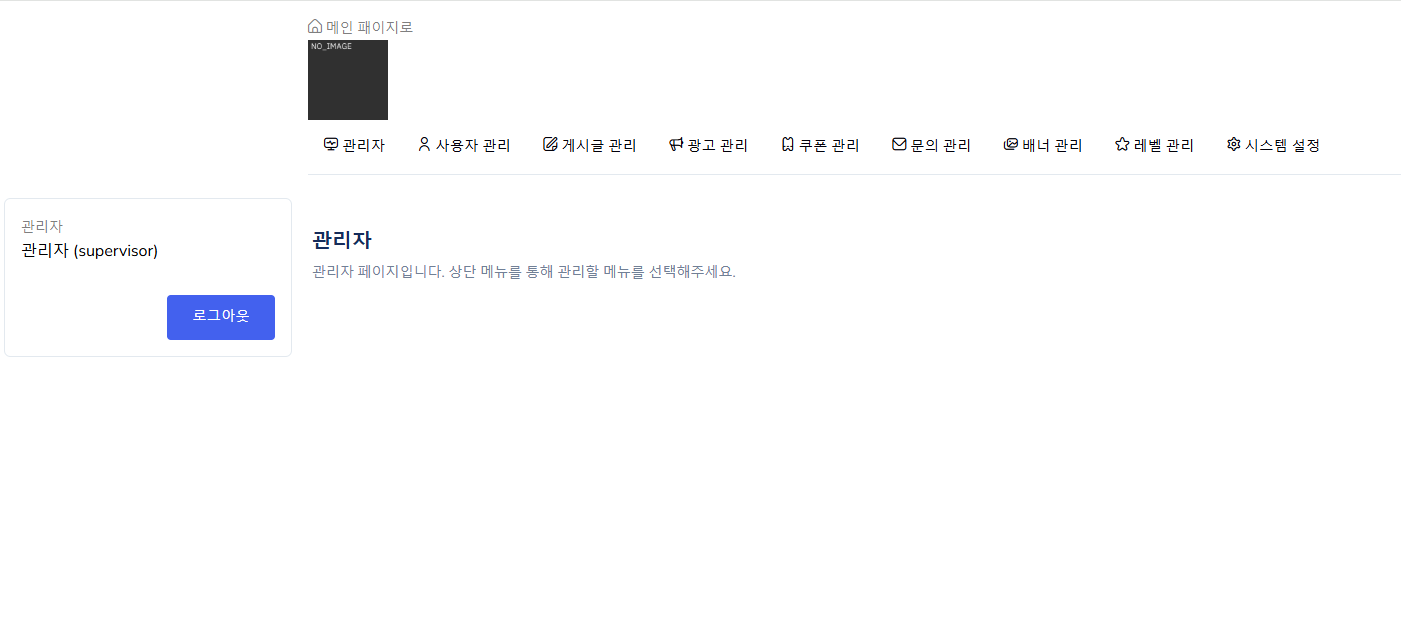 메인 패이지로
NO_IMAGE
관리자 사용자 관리 게시글 관리 광고 관리 쿠폰 관리 문의 관리 배너 관리 레벨 관리 시스템 설정
관리자
관리자 (supervisor)
로그아웃
관리자
관리자 페이지입니다. 상단 메뉴를 통해 관리할 메뉴를 선택해주세요.